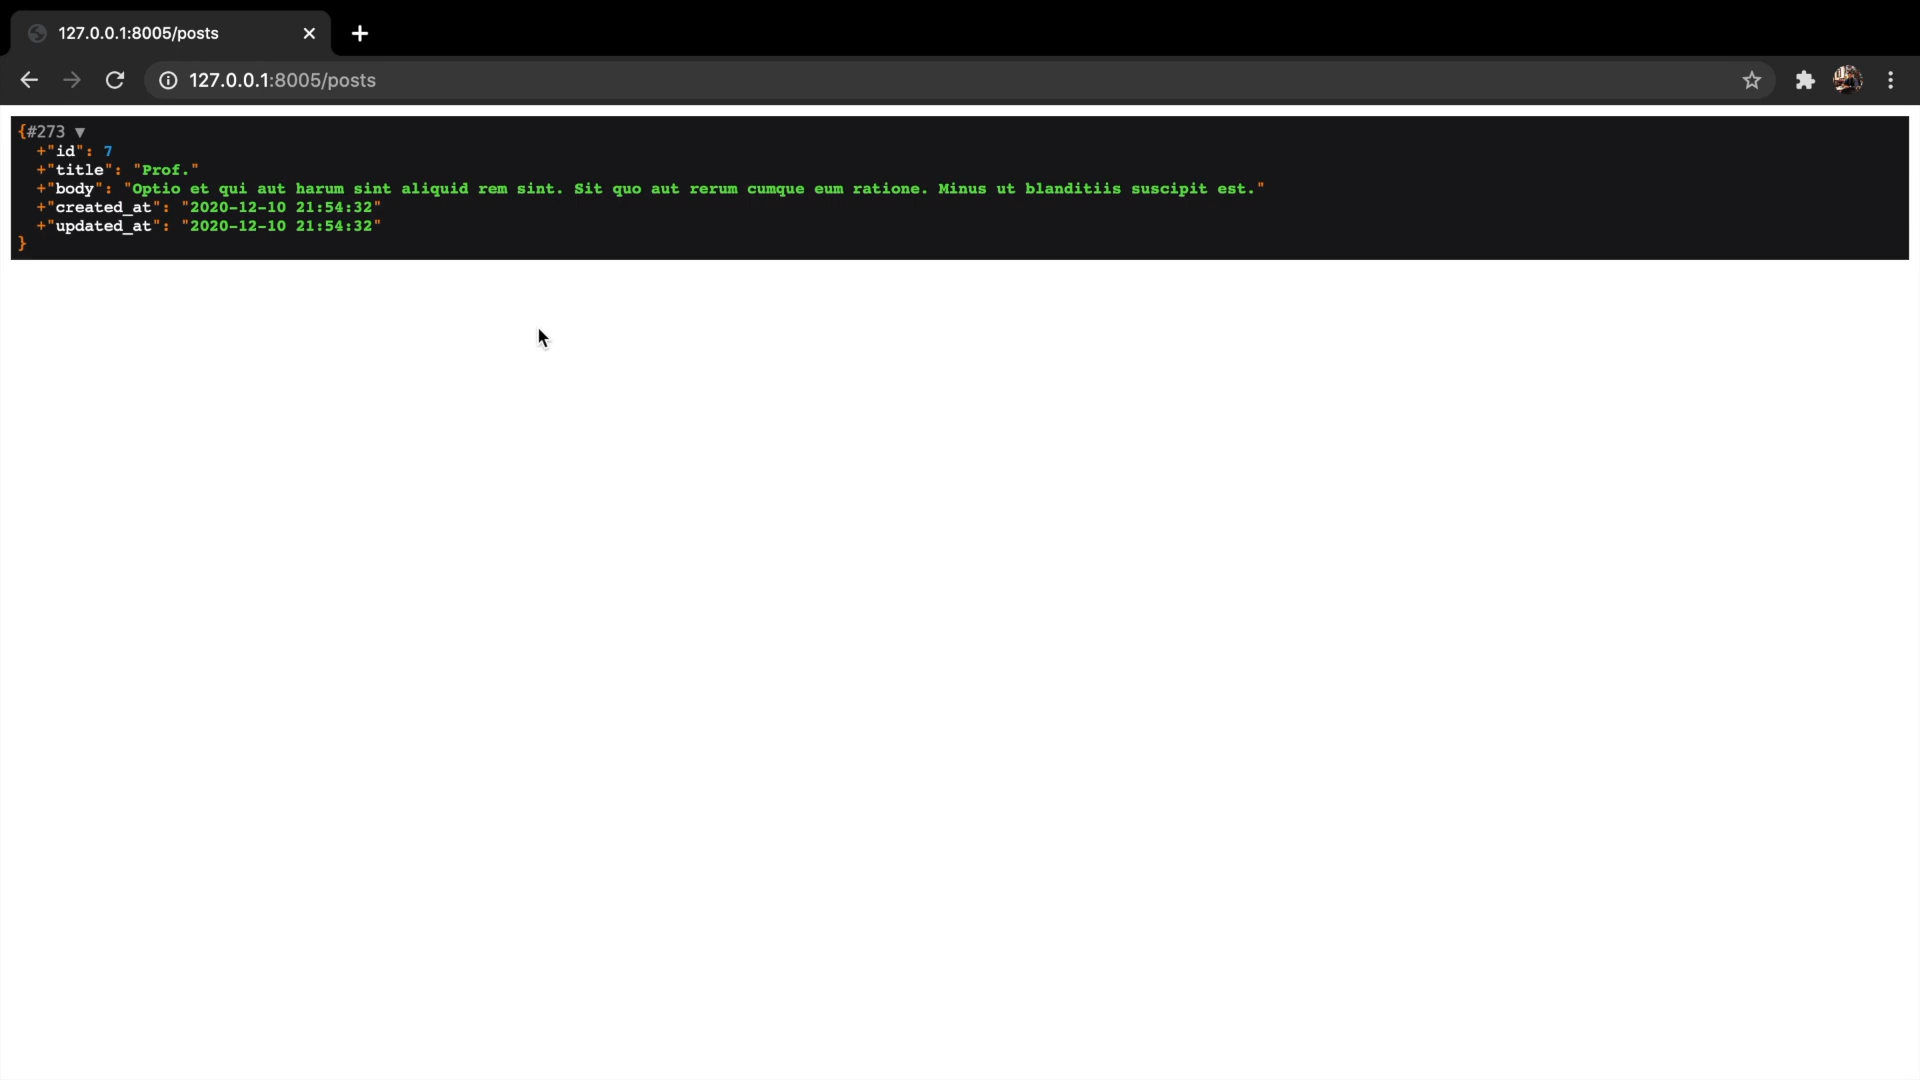 127.0.0.1:8005/posts
127.0.0.1:8005/posts
{#273 ▼
+"id": 7
+"title": "Prof."
+"body": "Optio et qui aut harum sint aliquid rem sint. Sit quo aut rerum cumque eum ratione. Minus ut blanditiis suscipit est."
+"created_at": "2020-12-10 21:54:32"
+"updated_at": "2020-12-10 21:54:32"
}